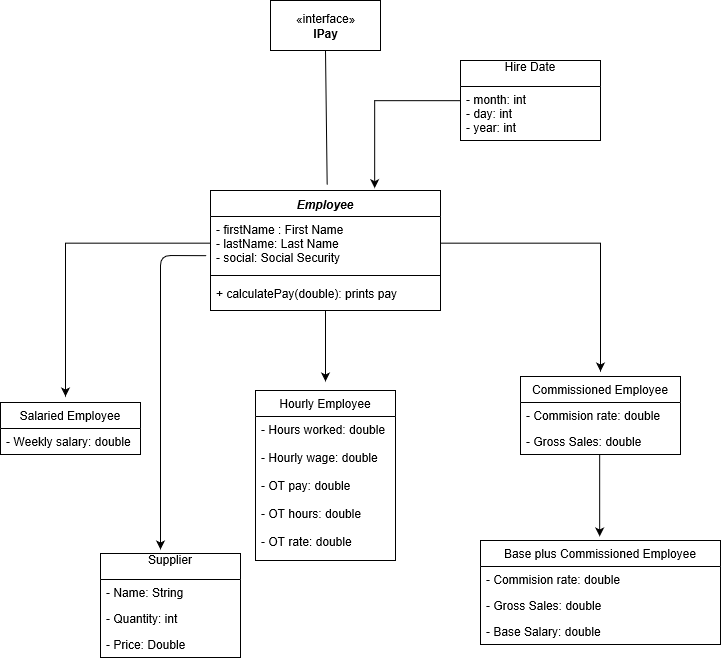 «interface»
IPay
Hire Date
- month: int
- day: int
- year: int
Employee
- firstName : First Name
- lastName: Last Name
- social: Social Security
+ calculatePay(double): prints pay
Salaried Employee
- Weekly salary: double
Hourly Employee
- Hours worked: double
- Hourly wage: double
- OT pay: double
- OT hours: double
- OT rate: double
Commissioned Employee
- Commision rate: double
- Gross Sales: double
Supplier
- Name: String
- Quantity: int
- Price: Double
Base plus Commissioned Employee
- Commision rate: double
- Gross Sales: double
- Base Salary: double